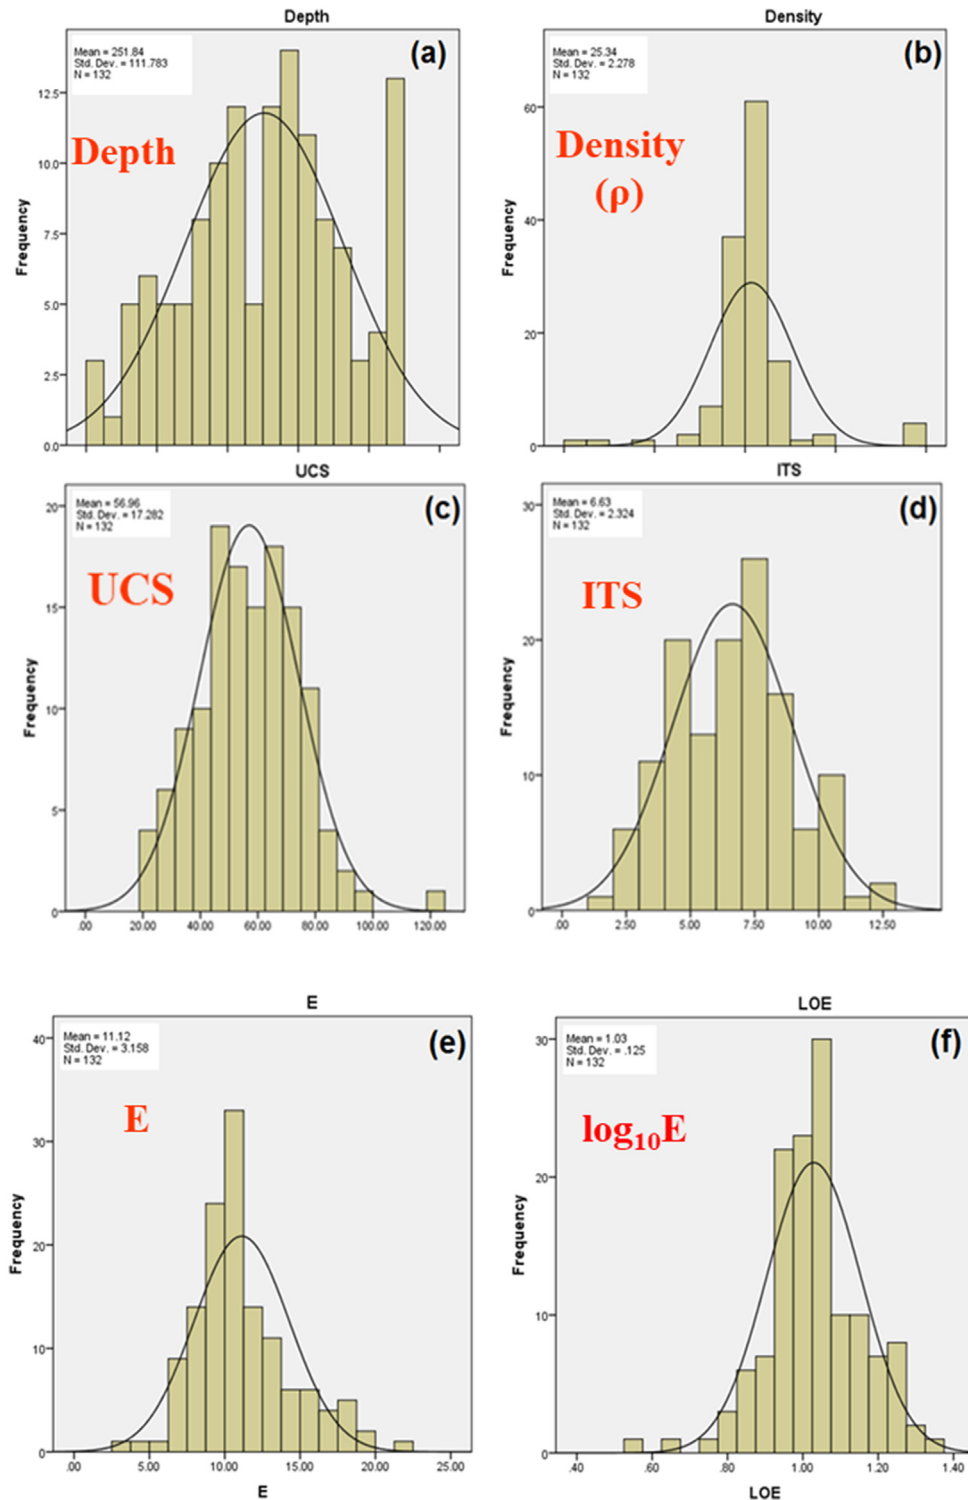 Depth
Mean = 251.84
Std. Dev. = 111.783
N = 132
(a)
Depth
Frequency
12.5
10.0
7.5
5.0
2.5
0.0
Density
Mean = 25.34
Std. Dev. = 2.278
N = 132
(b)
Density
(ρ)
Frequency
60
40
20
0
UCS
Mean = 56.96
Std. Dev. = 17.282
N = 132
(c)
UCS
Frequency
20
15
10
5
0
.00 20.00 40.00 60.00 80.00 100.00 120.00
ITS
Mean = 6.63
Std. Dev. = 2.324
N = 132
(d)
ITS
Frequency
30
20
10
0
.00 2.50 5.00 7.50 10.00 12.50
E
Mean = 11.12
Std. Dev. = 3.158
N = 132
(e)
E
Frequency
40
30
20
10
0
.00 5.00 10.00 15.00 20.00 25.00
E
LOE
Mean = 1.03
Std. Dev. = .125
N = 132
(f)
log₁₀E
Frequency
30
20
10
0
.40 .60 .80 1.00 1.20 1.40
LOE